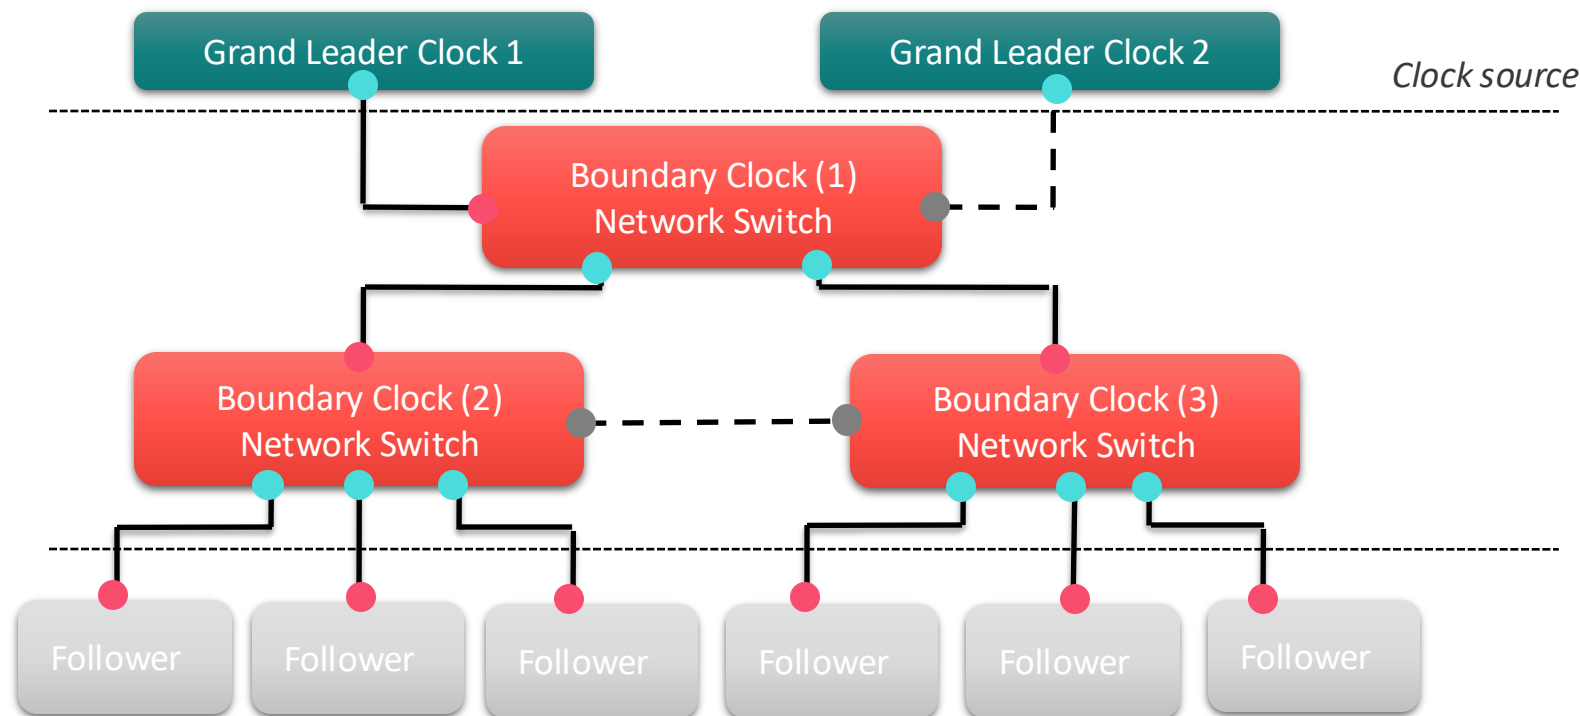 Grand Leader Clock 1
Grand Leader Clock 2
Clock source
Boundary Clock (1)
Network Switch
Boundary Clock (2)
Network Switch
Boundary Clock (3)
Network Switch
Follower
Follower
Follower
Follower
Follower
Follower